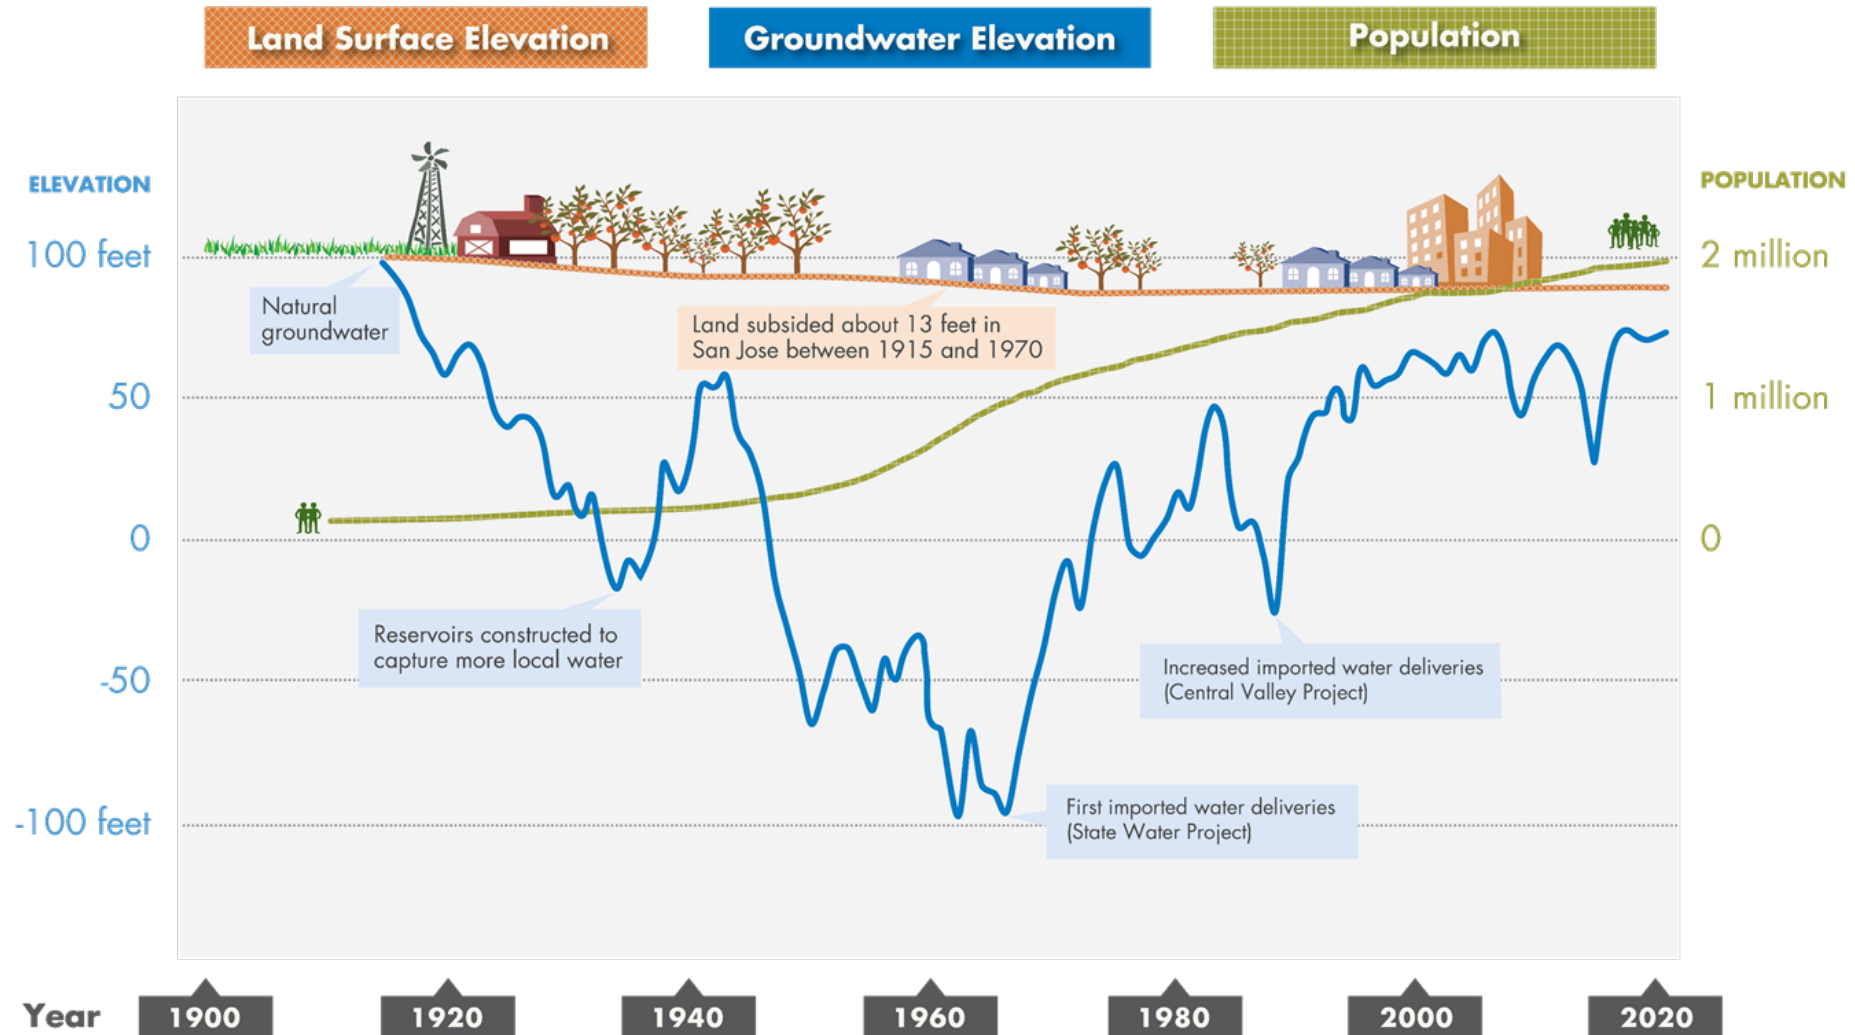 Land Surface Elevation
Groundwater Elevation
Population
ELEVATION
POPULATION
100 feet
2 million
Natural
groundwater
Land subsided about 13 feet in
San Jose between 1915 and 1970
50
1 million
0
0
Reservoirs constructed to
capture more local water
-50
Increased imported water deliveries
(Central Valley Project)
-100 feet
First imported water deliveries
(State Water Project)
Year
1900
1920
1940
1960
1980
2000
2020